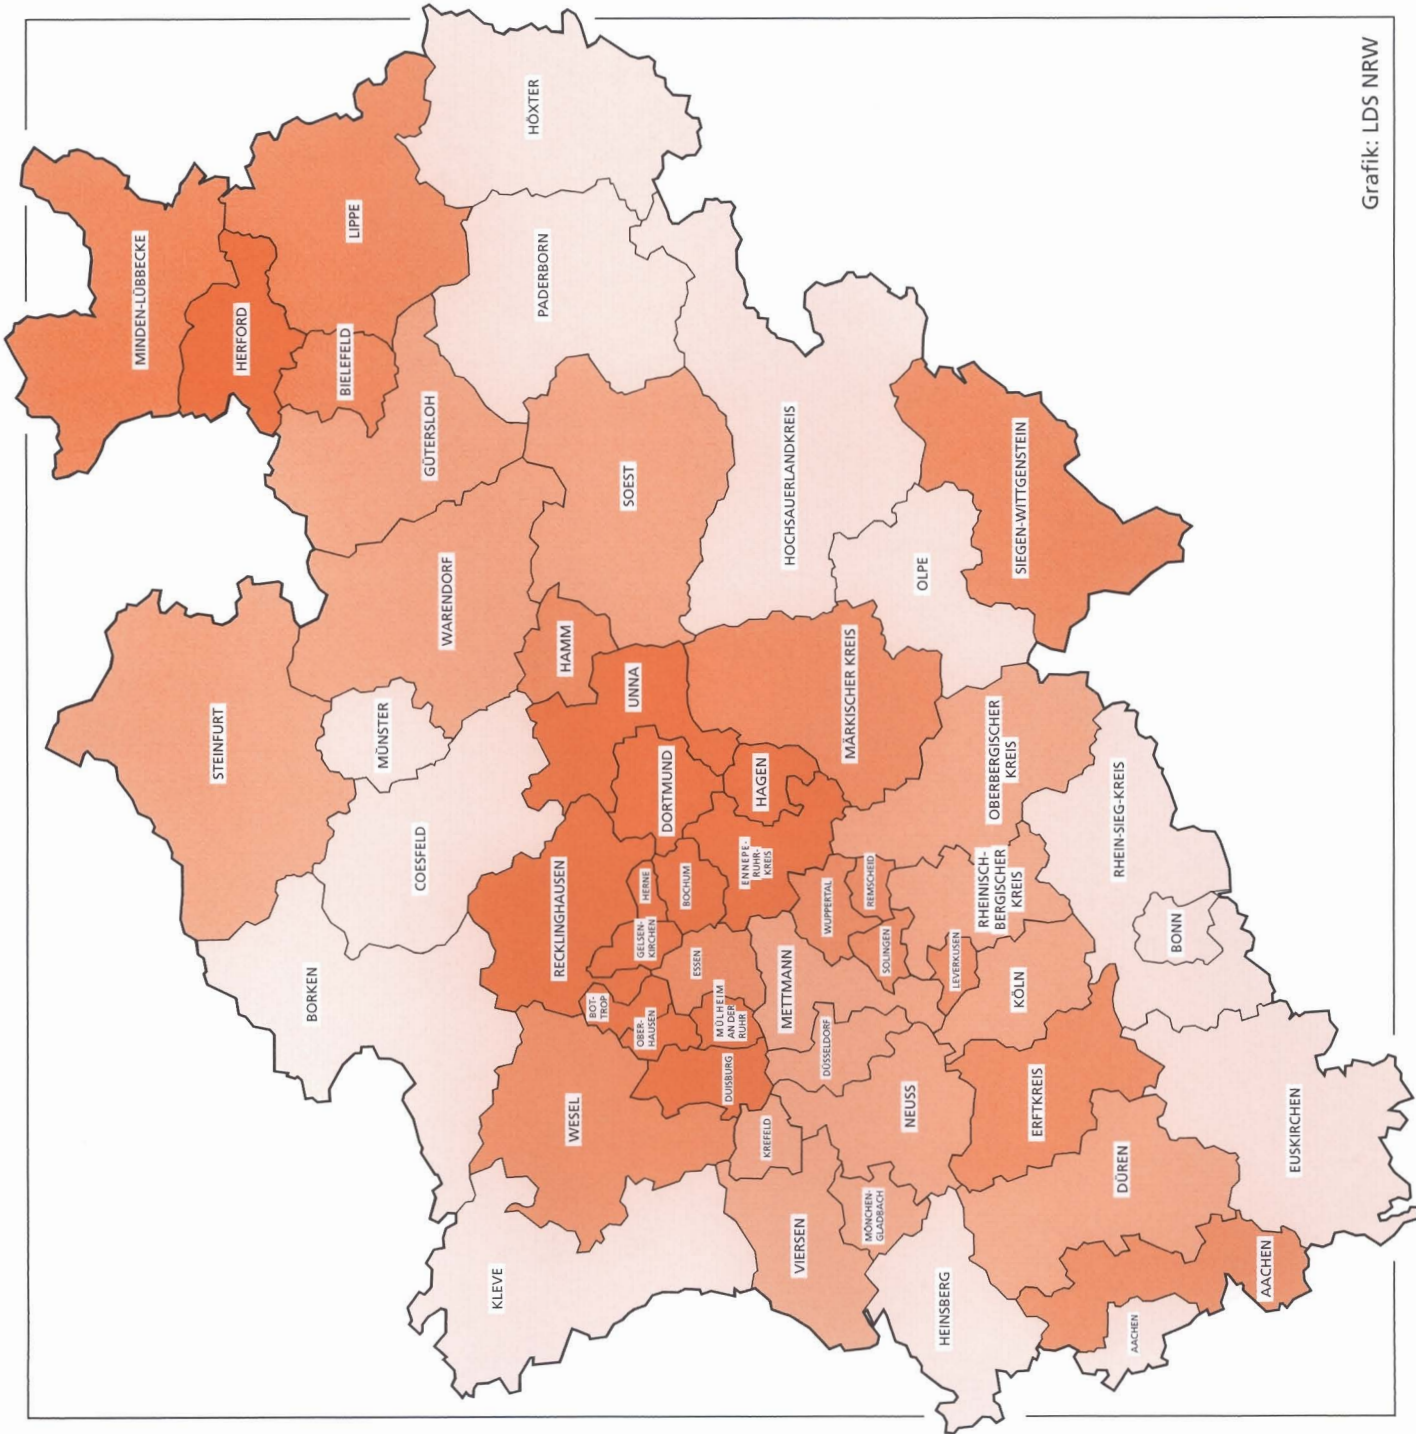 MINDEN-LÜBBECKE
HERFORD
BIELEFELD
LIPPE
HÖXTER
STEINFURT
GÜTERSLOH
PADERBORN
WARENDORF
MÜNSTER
BORKEN
COESFELD
SOEST
HAMM
UNNA
KLEVE
WESEL
RECKLINGHAUSEN
BOT-
TROP
GELSEN-
KIRCHEN
HERNE
DORTMUND
OBER-
HAUSEN
ESSEN
BOCHUM
DUISBURG
MÜLHEIM
AN DER
RUHR
ENNEPE-
RUHR-
KREIS
HAGEN
MÄRKISCHER KREIS
HOCHSAUERLANDKREIS
KREFELD
VIERSEN
METTMANN
WUPPERTAL
REMSCHEID
DÜSSELDORF
SOLINGEN
MÖNCHEN-
GLADBACH
NEUSS
OLPE
SIEGEN-WITTGENSTEIN
HEINSBERG
LEVERKUSEN
RHEINISCH-
BERGISCHER
KREIS
OBERBERGISCHER
KREIS
KÖLN
ERFTKREIS
DÜREN
RHEIN-SIEG-KREIS
BONN
AACHEN
AACHEN
EUSKIRCHEN
Grafik: LDS NRW